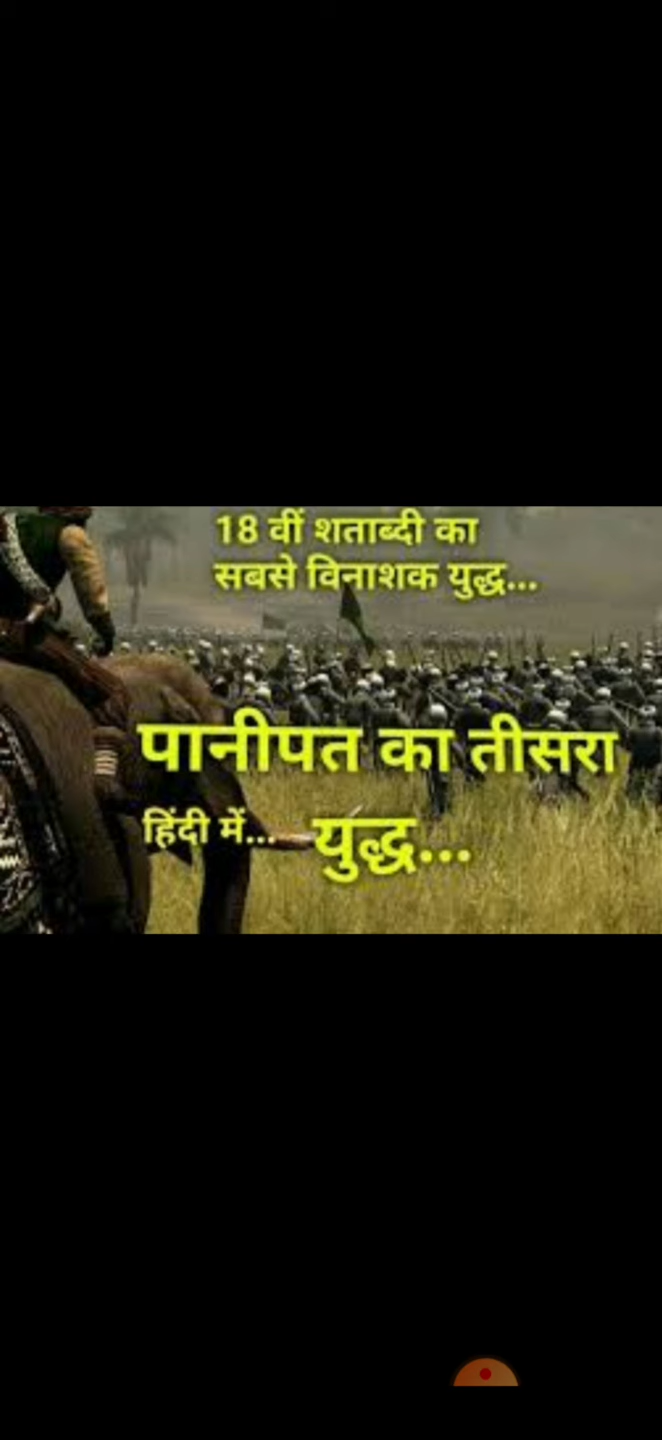 18 वीं शताब्दी का
सबसे विनाशक युद्ध...
पानीपत का तीसरा
हिंदी में... युद्ध...